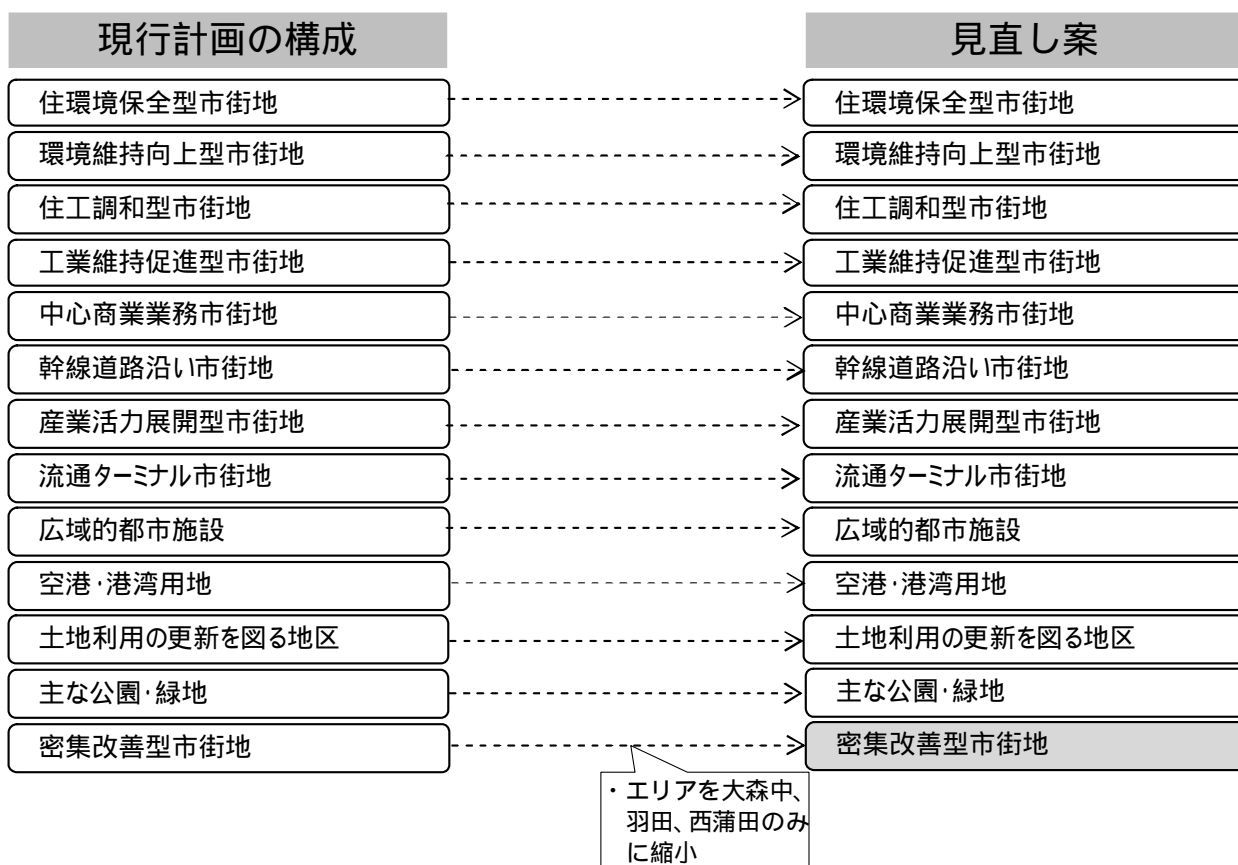 現行計画の構成
見直し案
住環境保全型市街地
住環境保全型市街地
環境維持向上型市街地
環境維持向上型市街地
住工調和型市街地
住工調和型市街地
工業維持促進型市街地
工業維持促進型市街地
中心商業業務市街地
中心商業業務市街地
幹線道路沿い市街地
幹線道路沿い市街地
産業活力展開型市街地
産業活力展開型市街地
流通ターミナル市街地
流通ターミナル市街地
広域的都市施設
広域的都市施設
空港・港湾用地
空港・港湾用地
土地利用の更新を図る地区
土地利用の更新を図る地区
主な公園・緑地
主な公園・緑地
密集改善型市街地
密集改善型市街地
・エリアを大森中、
羽田、西蒲田のみ
に縮小